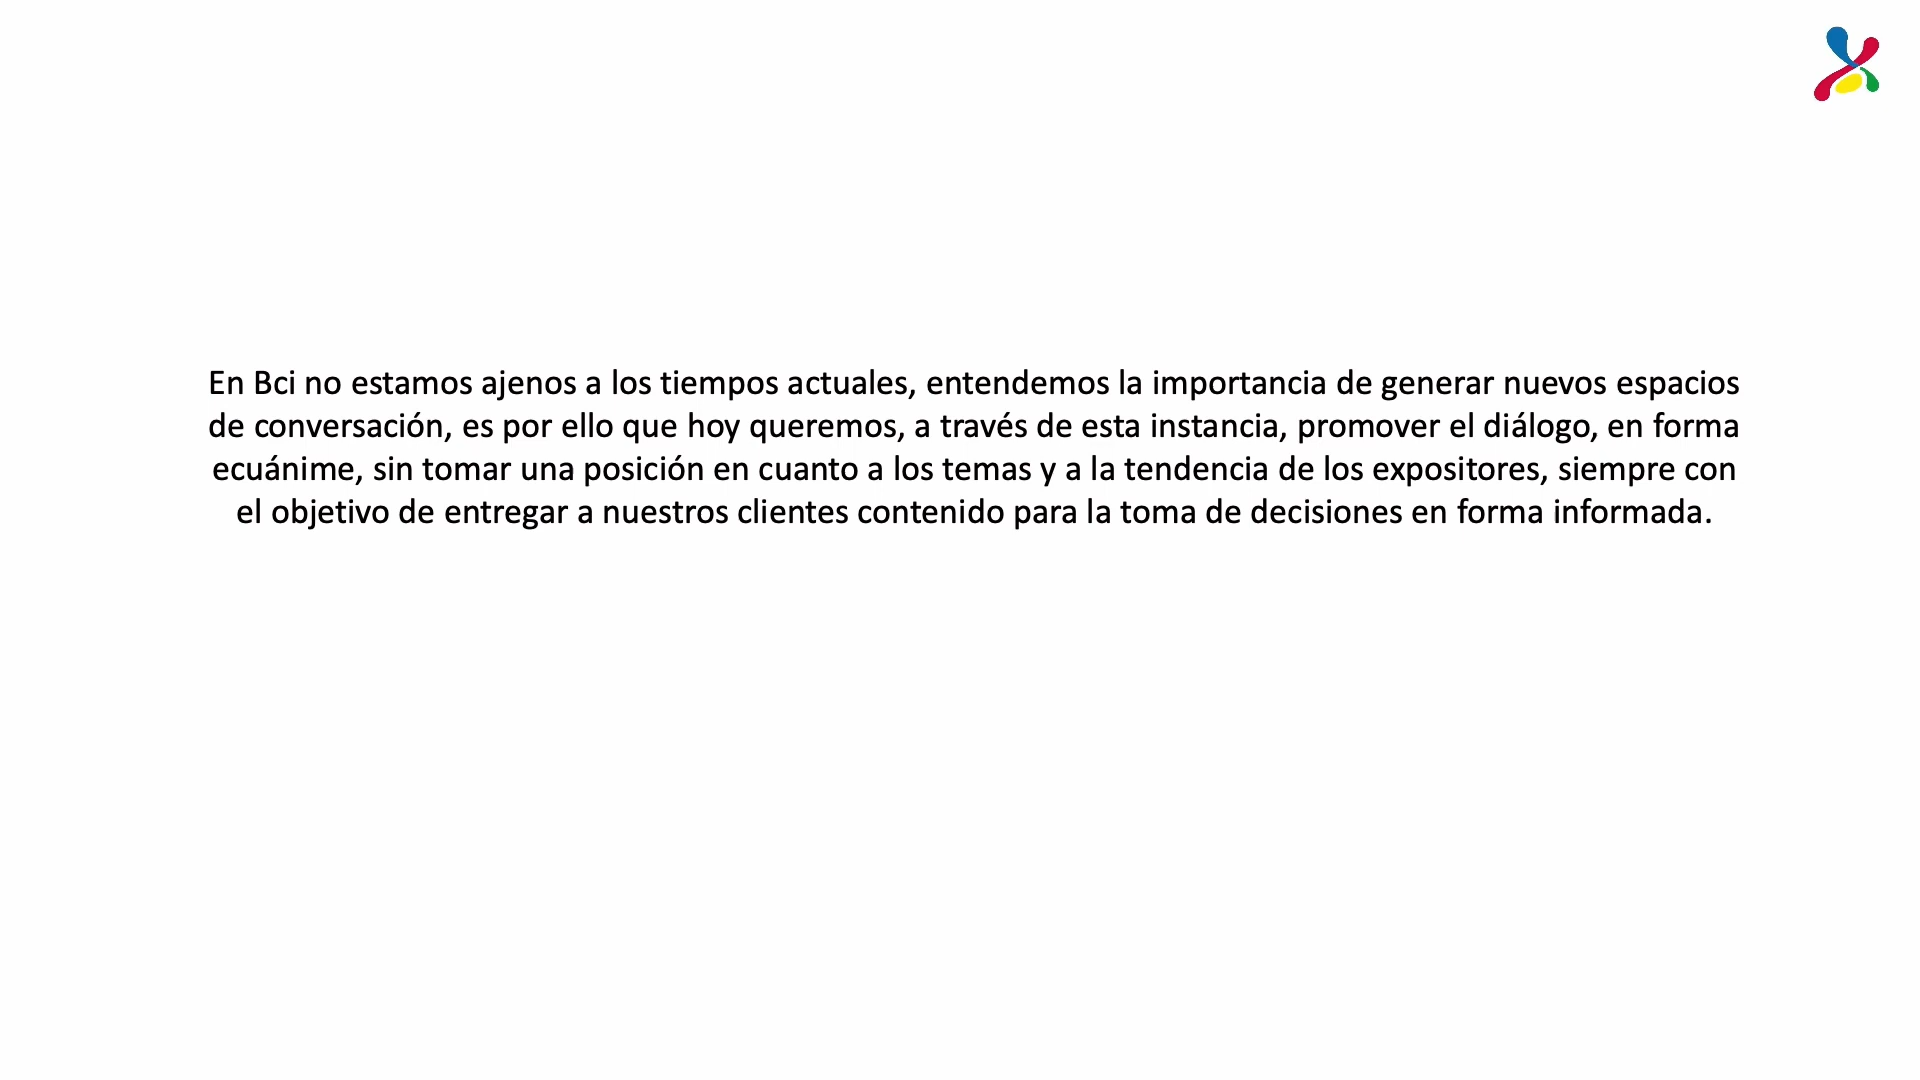 En Bci no estamos ajenos a los tiempos actuales, entendemos la importancia de generar nuevos espacios
de conversación, es por ello que hoy queremos, a través de esta instancia, promover el diálogo, en forma
ecuánime, sin tomar una posición en cuanto a los temas y a la tendencia de los expositores, siempre con
el objetivo de entregar a nuestros clientes contenido para la toma de decisiones en forma informada.